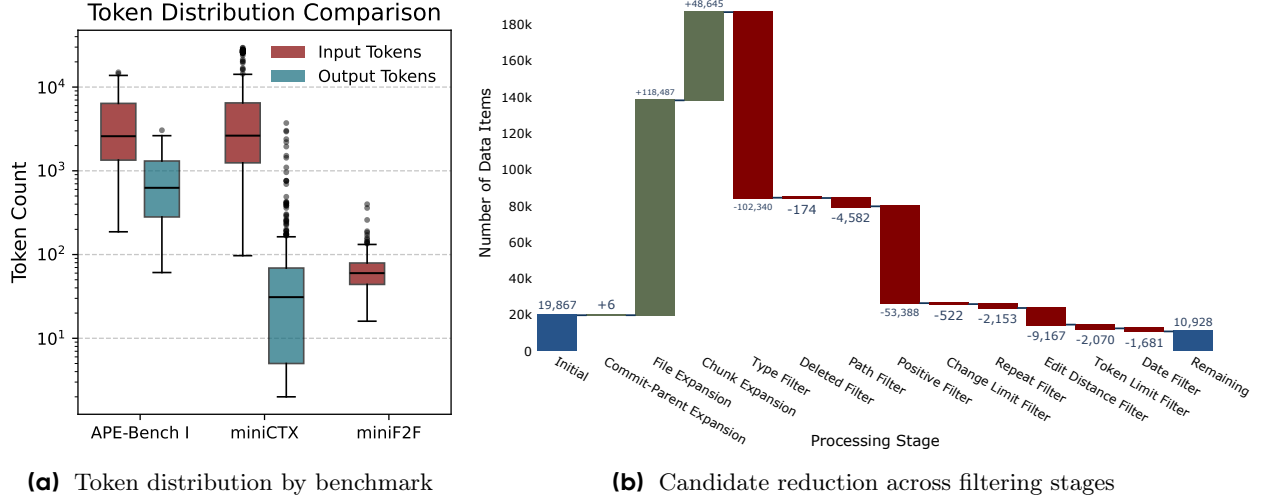 Token Distribution Comparison
Token Count
10^4
10^3
10^2
10^1
Input Tokens
Output Tokens
APE-Bench I
miniCTX
miniF2F
(a) Token distribution by benchmark
Number of Data Items
180k
160k
140k
120k
100k
80k
60k
40k
20k
0
19,867
+6
+118,487
+48,645
-102,340
-174
-4,582
-53,388
-522
-2,153
-9,167
-2,070
-1,681
10,928
Initial
Commit-Parent Expansion
File Expansion
Chunk Expansion
Type Filter
Deleted Filter
Path Filter
Positive Filter
Change Limit Filter
Repeat Filter
Edit Distance Filter
Token Limit Filter
Date Filter
Remaining
Processing Stage
(b) Candidate reduction across filtering stages